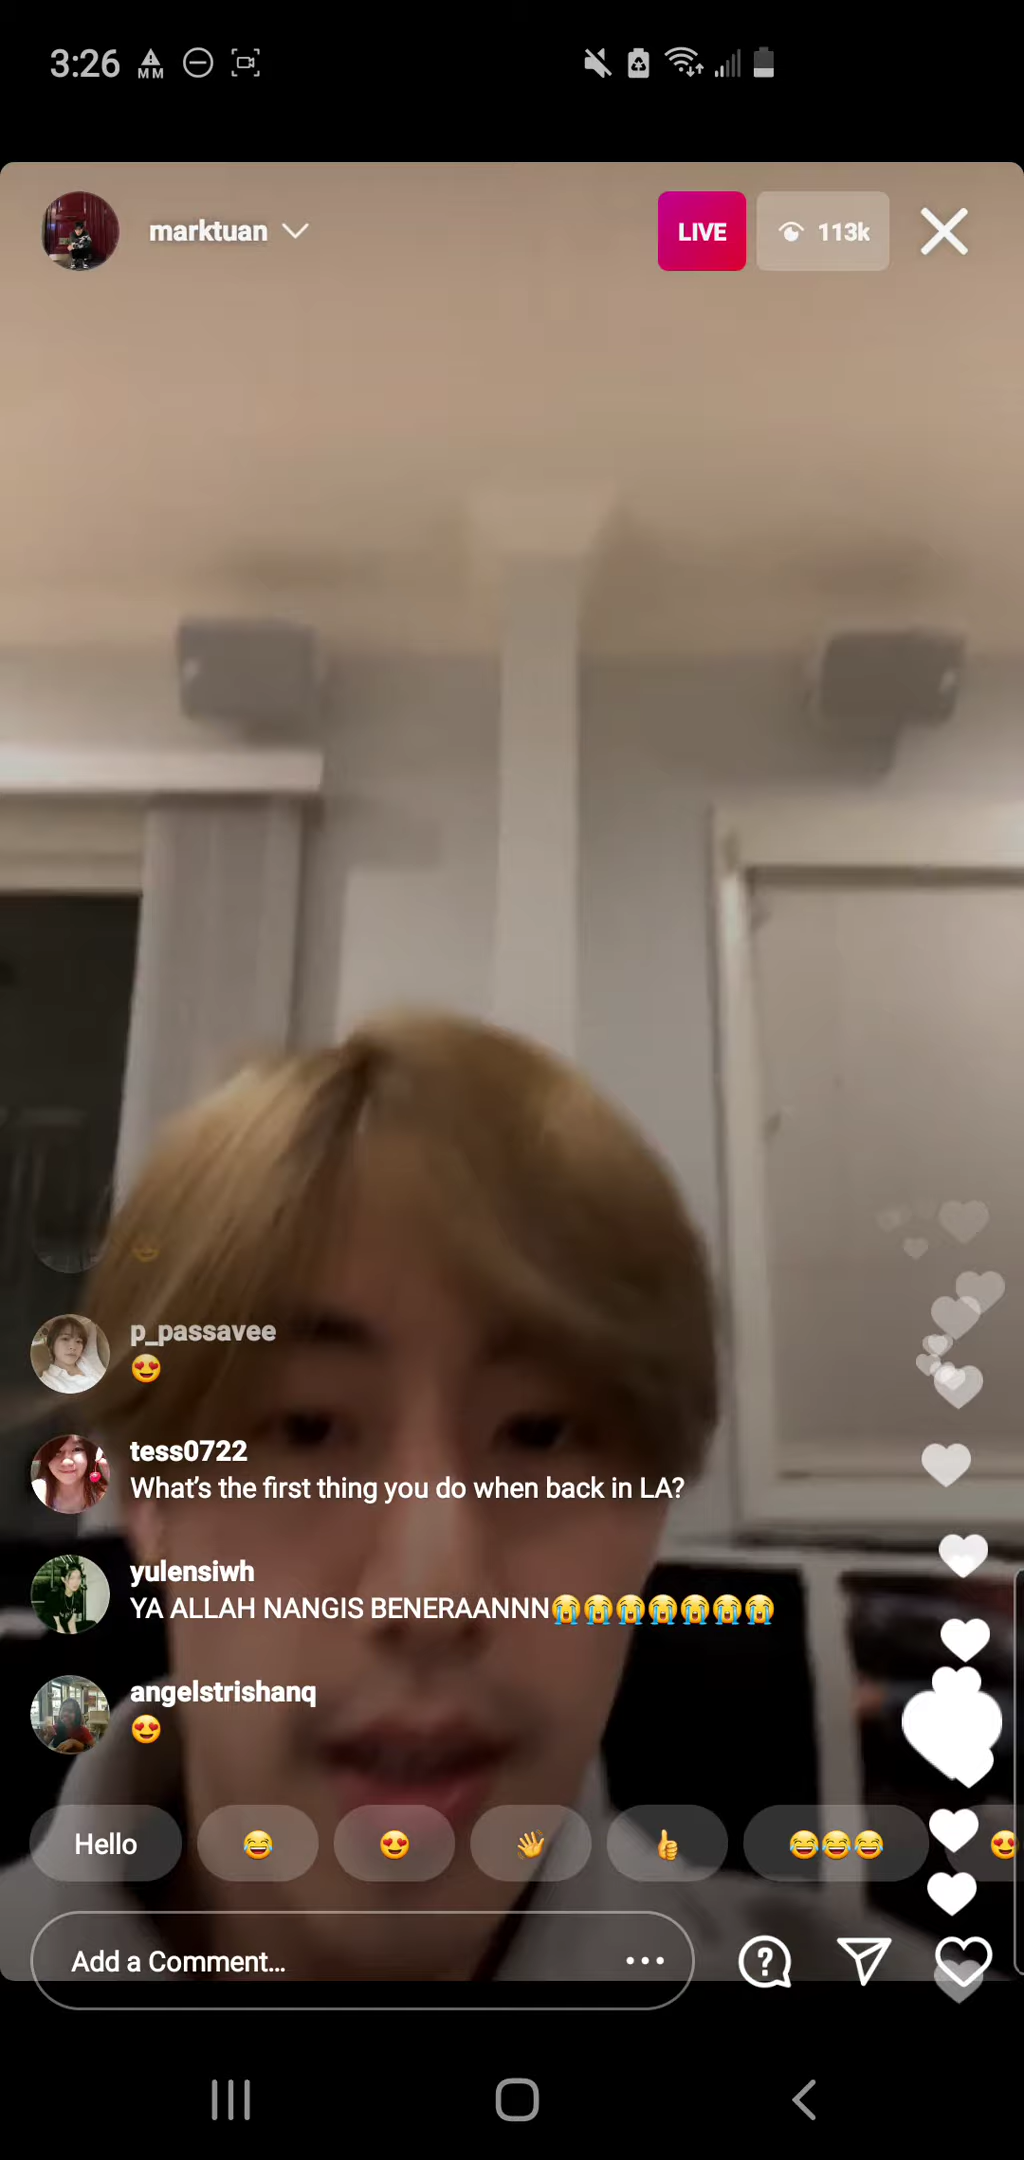 3:26
MM
marktuan
LIVE
113k
p_passavee
😍
tess0722
What's the first thing you do when back in LA?
yulensiwh
YA ALLAH NANGIS BENERAANNN😭😭😭😭😭😭😭
angelstrishanq
😍
Hello 😂 😍 👋 👍 😂😂😂 😍
Add a Comment...